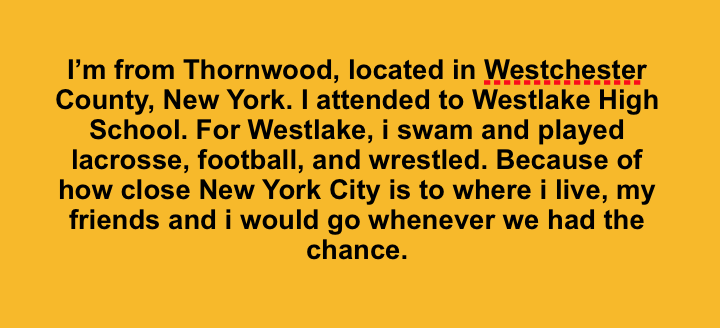 I’m from Thornwood, located in Westchester
County, New York. I attended to Westlake High
School. For Westlake, i swam and played
lacrosse, football, and wrestled. Because of
how close New York City is to where i live, my
friends and i would go whenever we had the
chance.